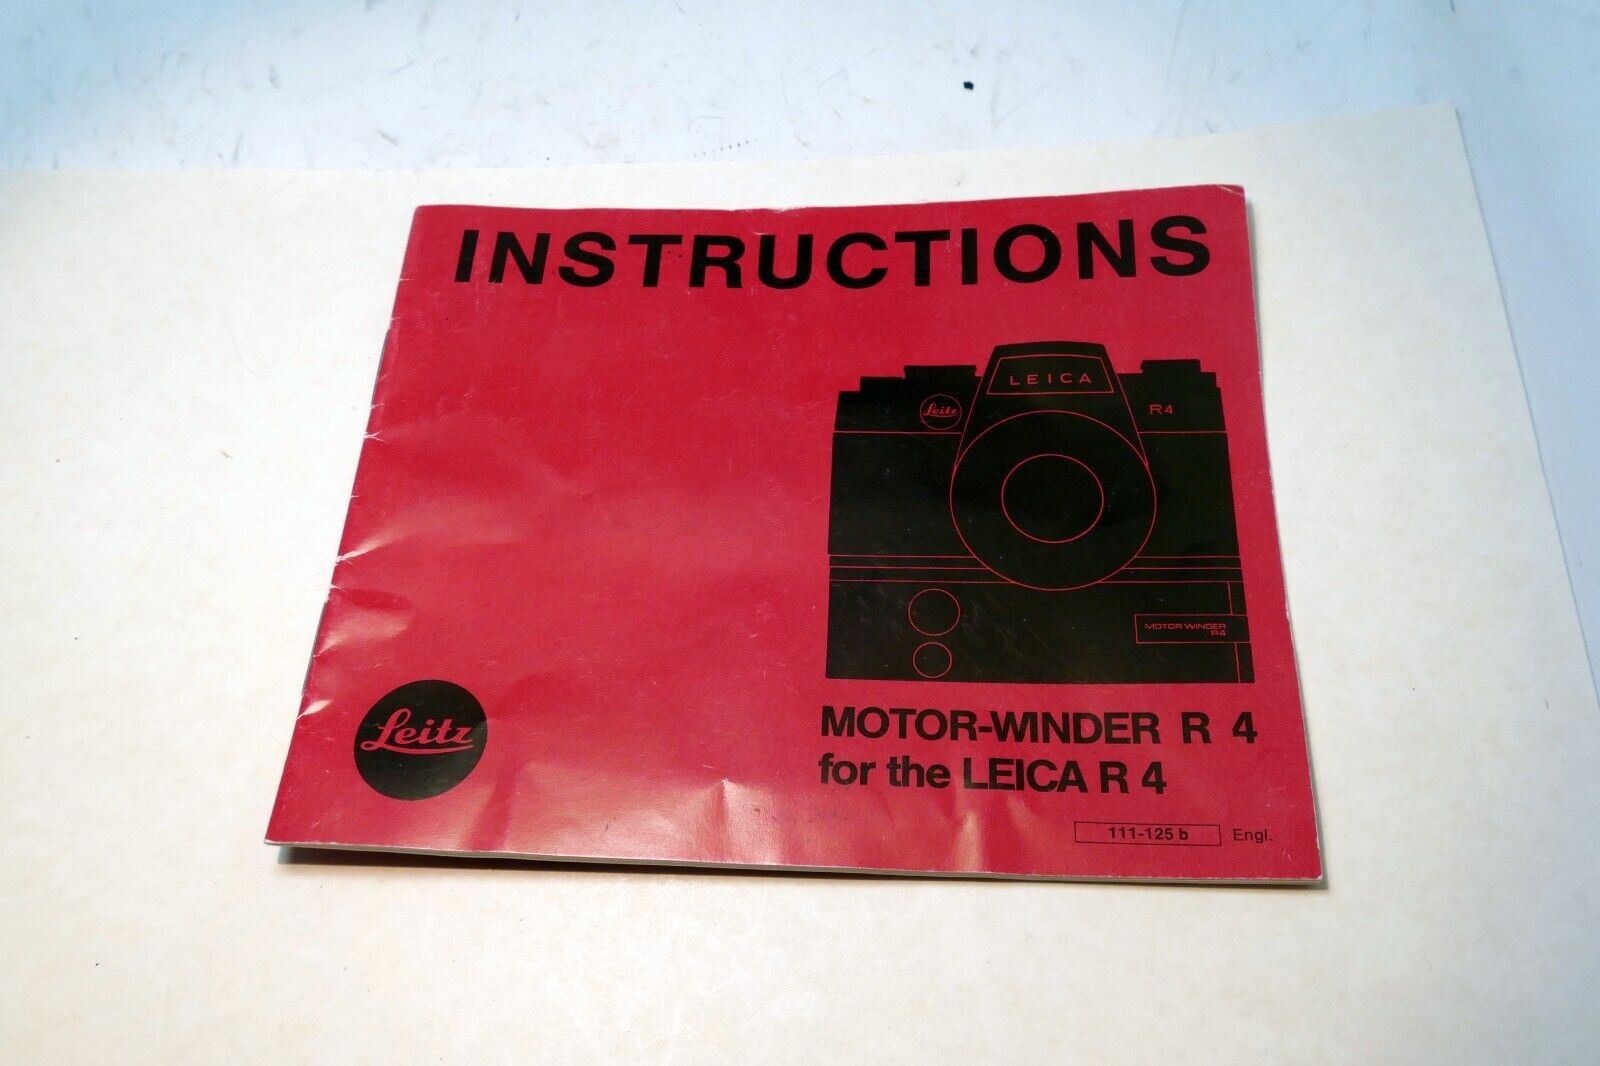 INSTRUCTIONS
LEICA
Leitz
R4
MOTOR WINDER
R4
Leitz
MOTOR-WINDER R 4
for the LEICA R 4
111-125 b Engl.